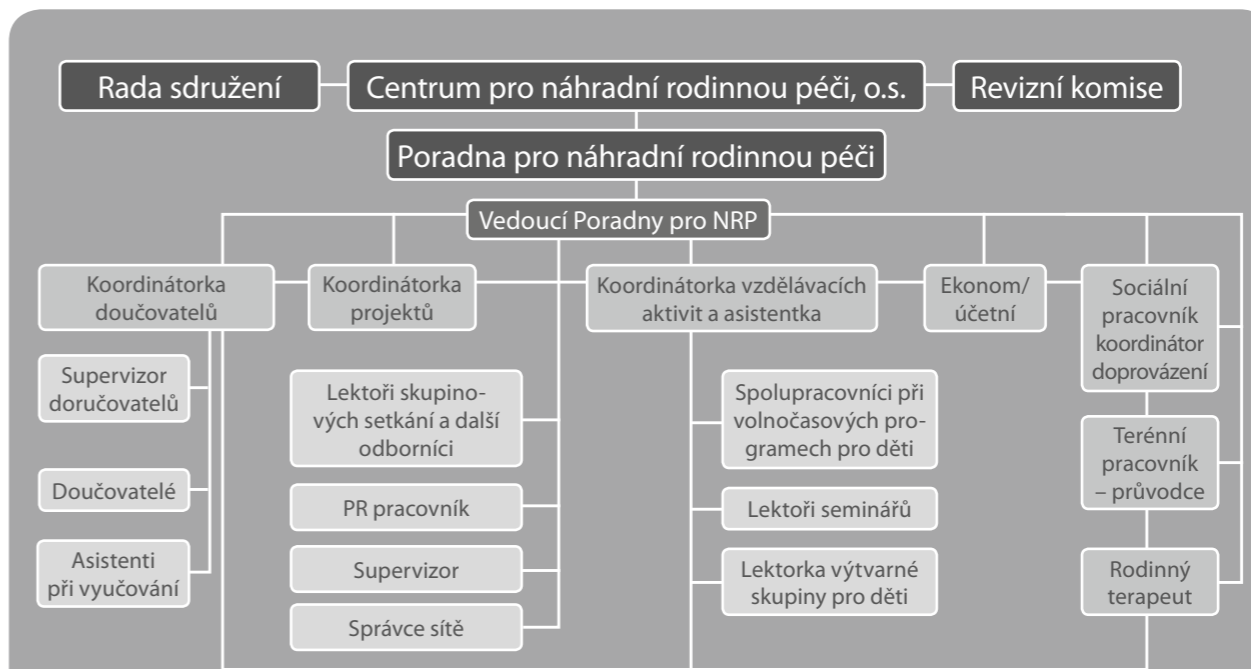 Rada sdružení
Centrum pro náhradní rodinnou péči, o.s.
Revizní komise
Poradna pro náhradní rodinnou péči
Vedoucí Poradny pro NRP
Koordinátorka
doučovatelů
Koordinátorka
projektů
Koordinátorka vzdělávacích
aktivit a asistentka
Ekonom/
účetní
Sociální
pracovník
koordinátor
doprovázení
Supervizor
doručovatelů
Doučovatelé
Asistenti
při vyučování
Lektoři skupino-
vých setkání a další
odborníci
PR pracovník
Supervizor
Správce sítě
Spolupracovníci při
volnočasových pro-
gramech pro děti
Lektoři seminářů
Lektorka výtvarné
skupiny pro děti
Terénní
pracovník
– průvodce
Rodinný
terapeut